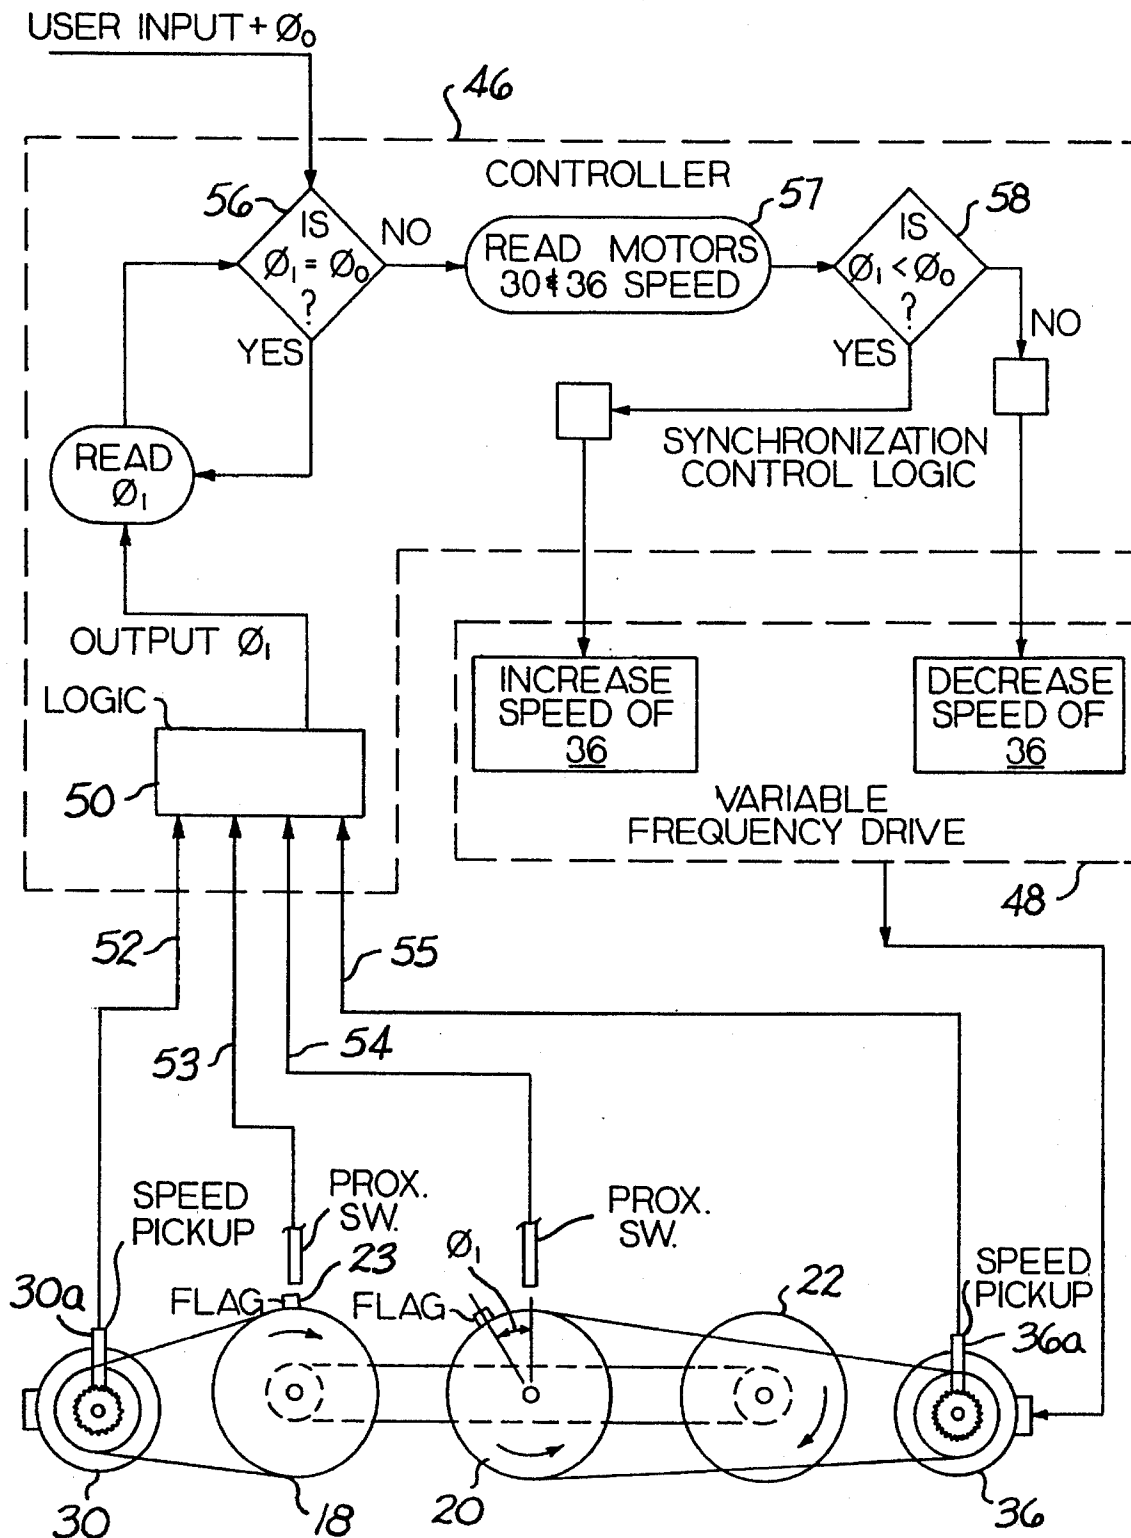 USER INPUT + Ø₀
46
CONTROLLER
56
IS
Ø₁ = Ø₀
?
NO
YES
57
READ MOTORS
30 & 36 SPEED
58
IS
Ø₁ < Ø₀
?
NO
YES
READ
Ø₁
SYNCHRONIZATION
CONTROL LOGIC
OUTPUT Ø₁
LOGIC
50
INCREASE
SPEED OF
36
DECREASE
SPEED OF
36
VARIABLE
FREQUENCY DRIVE
48
52
53
54
55
SPEED
PICKUP
PROX.
SW.
PROX.
SW.
SPEED
PICKUP
30a
FLAG
23
Ø₁
FLAG
22
36a
30
18
20
36